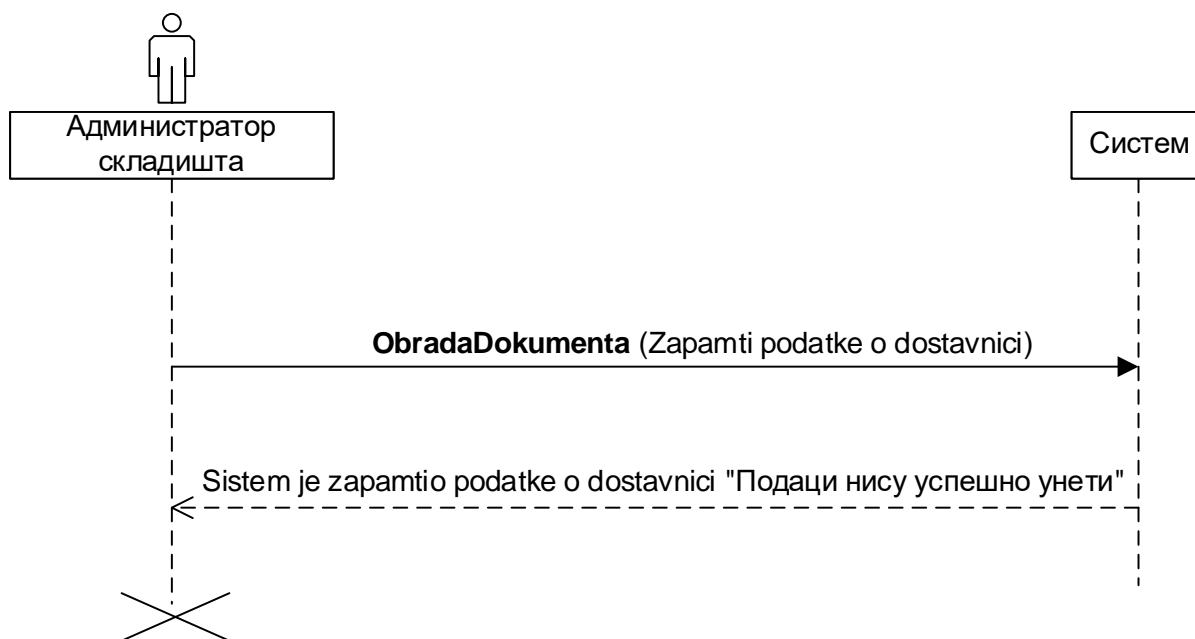 Администратор
складишта
Систем
ObradaDokumenta (Zapamti podatke o dostavnici)
Sistem je zapamtio podatke o dostavnici "Подаци нису успешно унети"